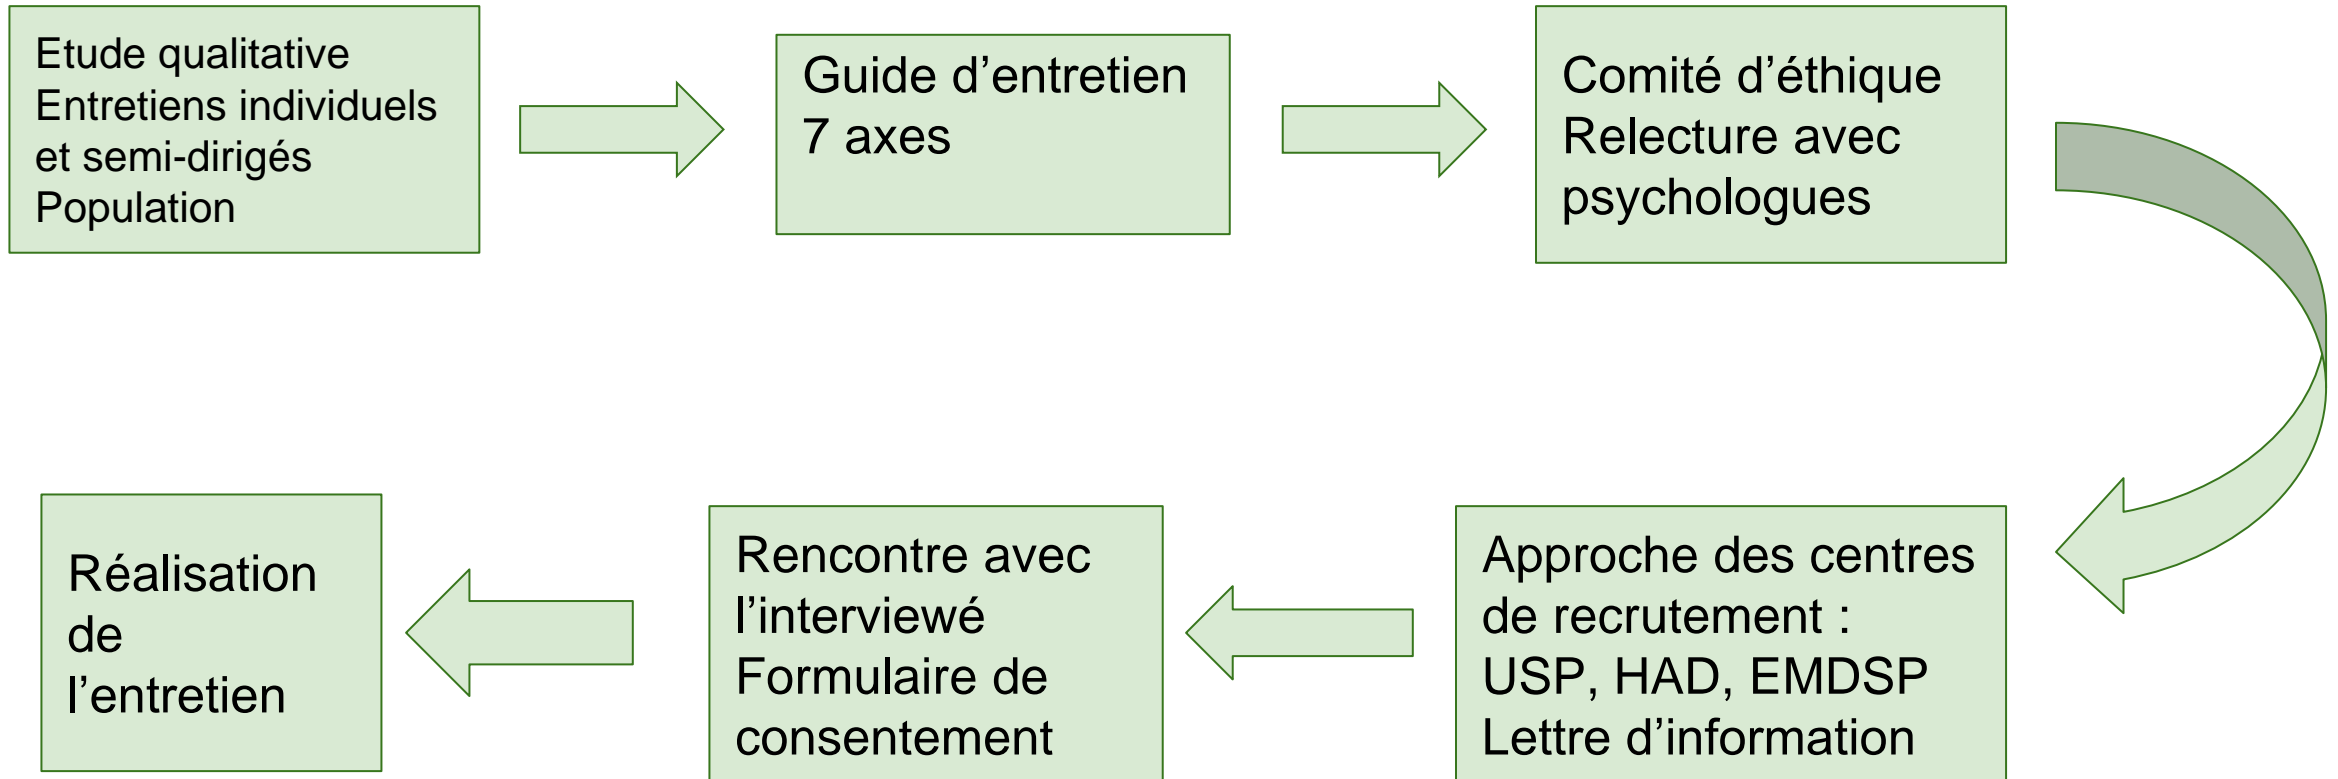 Etude qualitative
Entretiens individuels
et semi-dirigés
Population
Guide d’entretien
7 axes
Comité d’éthique
Relecture avec
psychologues
Approche des centres
de recrutement :
USP, HAD, EMDSP
Lettre d’information
Rencontre avec
l’interviewé
Formulaire de
consentement
Réalisation
de
l’entretien